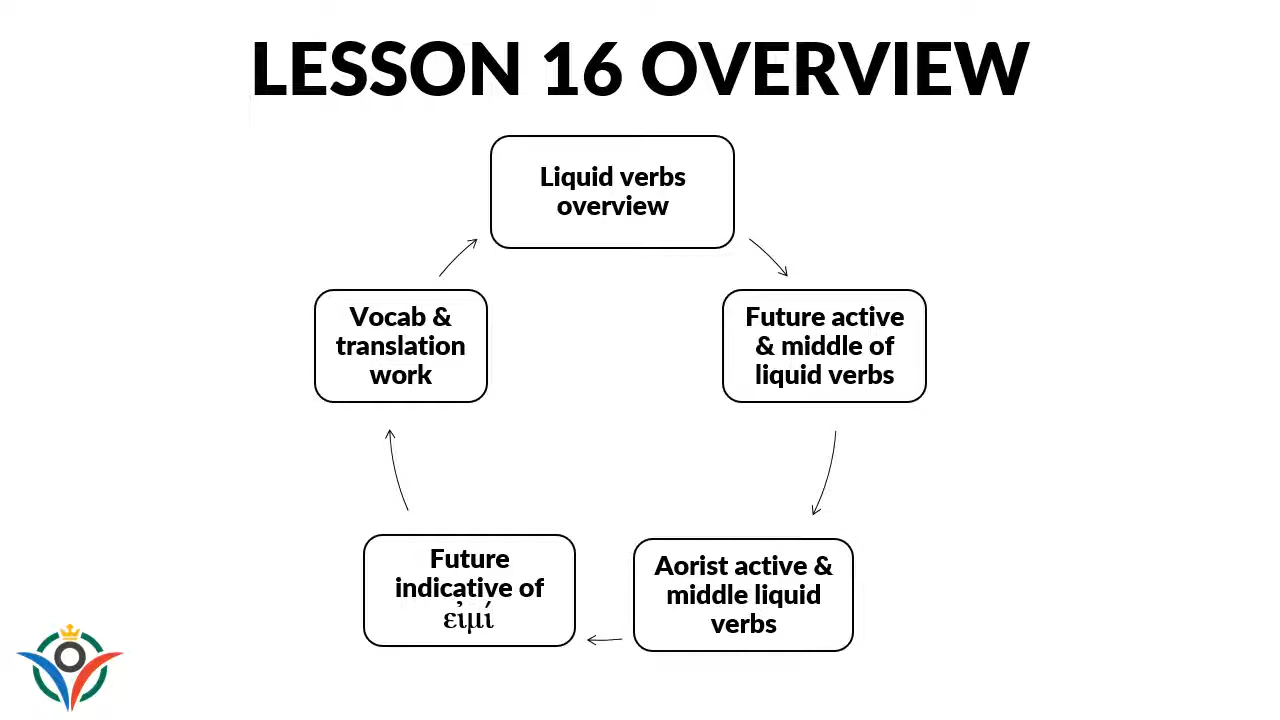 LESSON 16 OVERVIEW
Liquid verbs
overview
Future active
& middle of
liquid verbs
Aorist active &
middle liquid
verbs
Future
indicative of
εἰμί
Vocab &
translation
work